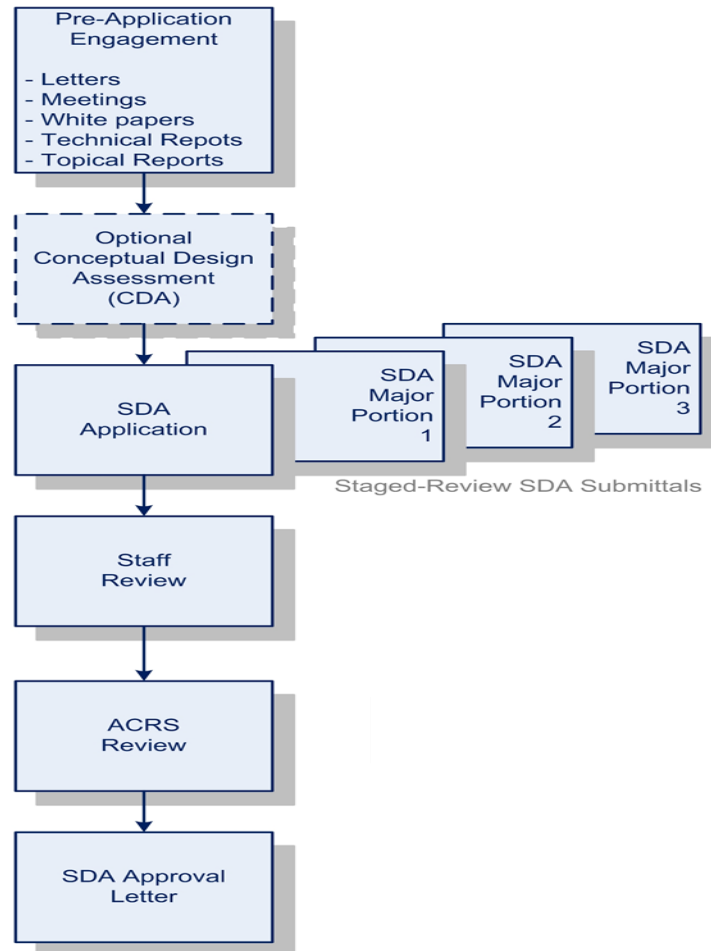 Pre-Application
Engagement
- Letters
- Meetings
- White papers
- Technical Repots
- Topical Reports
Optional
Conceptual Design
Assessment
(CDA)
SDA
Application
SDA
Major
Portion
1
SDA
Major
Portion
2
SDA
Major
Portion
3
Staged-Review SDA Submittals
Staff
Review
ACRS
Review
SDA Approval
Letter